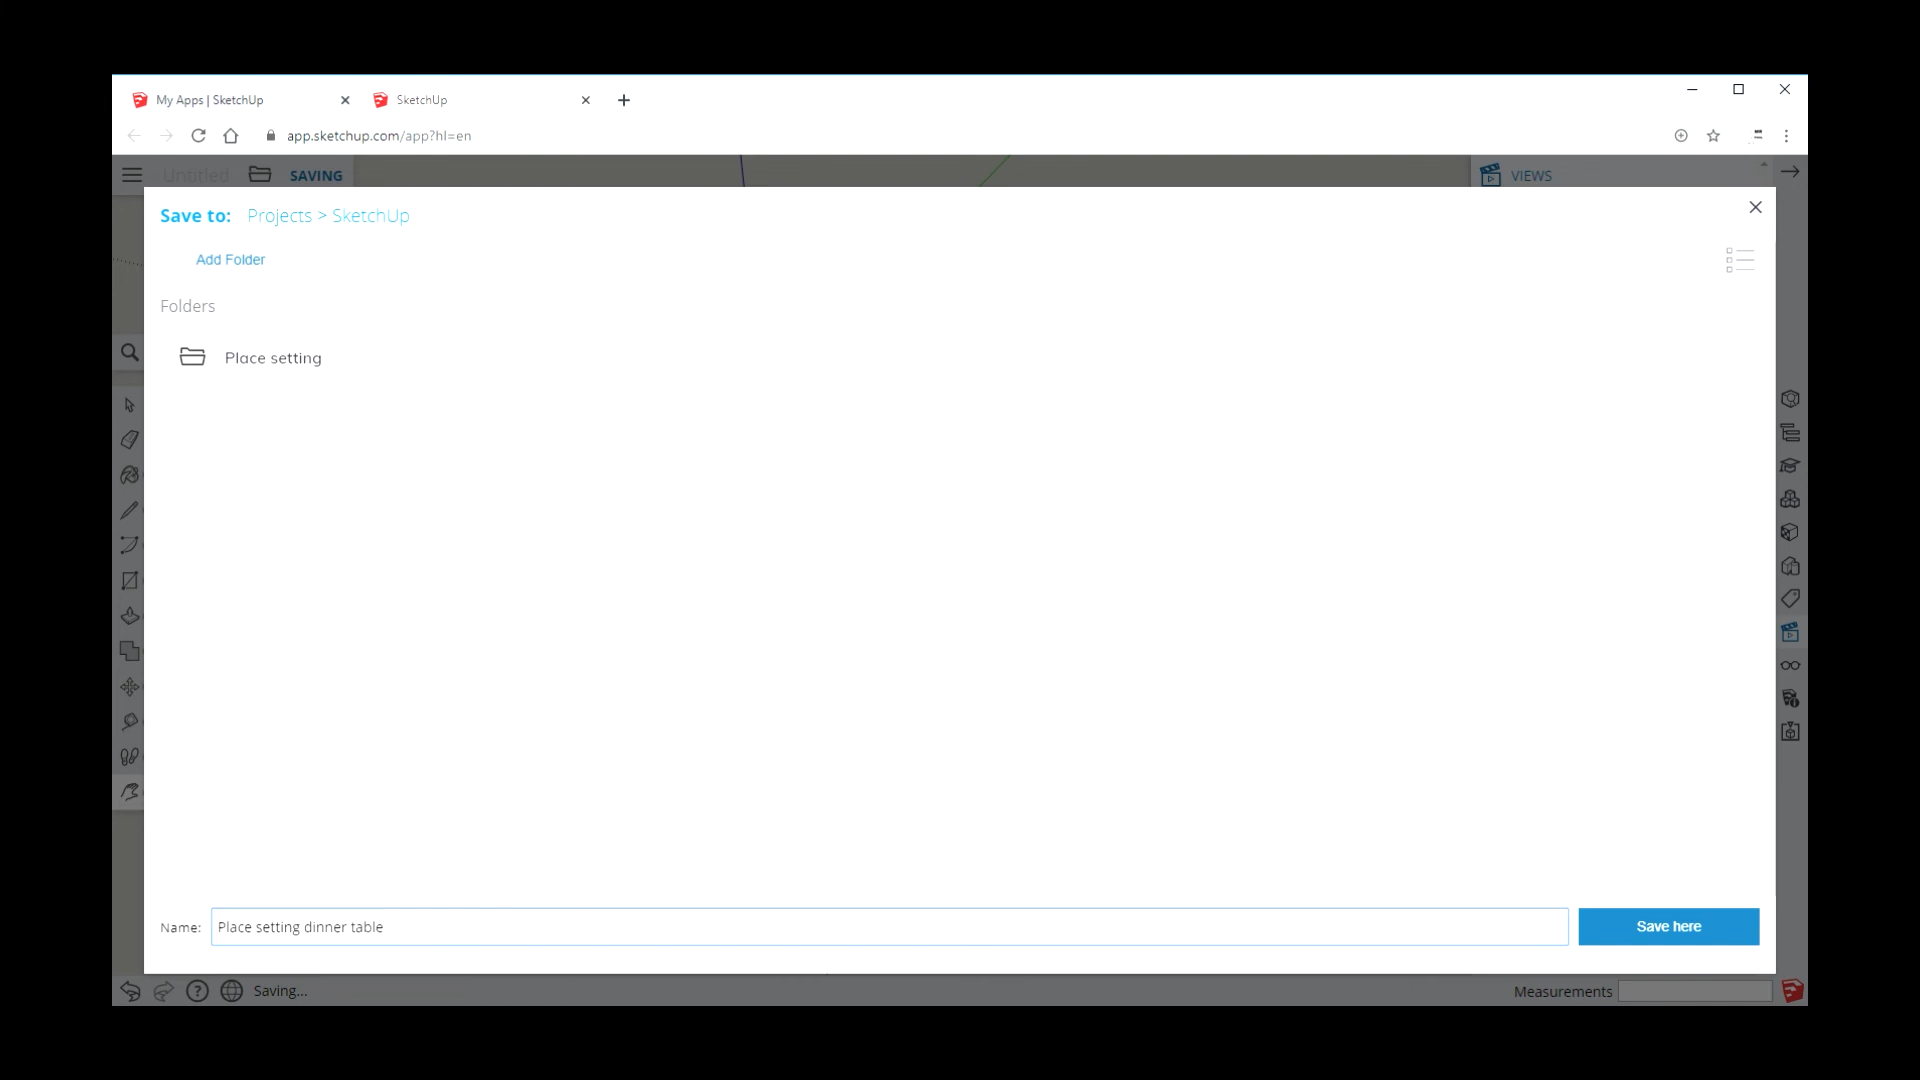 My Apps | SketchUp
SketchUp
app.sketchup.com/app?hl=en
Untitled
SAVING
VIEWS
Save to: Projects > SketchUp
Add Folder
Folders
Place setting
Name: Place setting dinner table
Save here
Saving...
Measurements